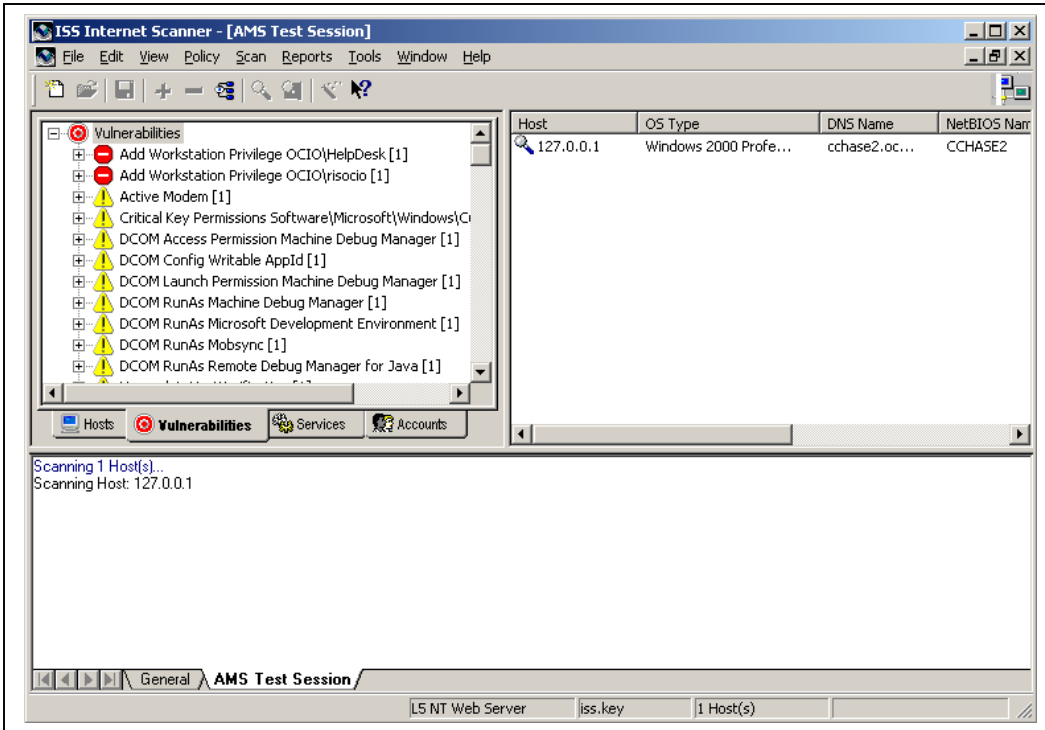 ISS Internet Scanner - [AMS Test Session]
File Edit View Policy Scan Reports Tools Window Help
Vulnerabilities
Add Workstation Privilege OCIO\HelpDesk [1]
Add Workstation Privilege OCIO\risocio [1]
Active Modem [1]
Critical Key Permissions Software\Microsoft\Windows\Cu
DCOM Access Permission Machine Debug Manager [1]
DCOM Config Writable AppId [1]
DCOM Launch Permission Machine Debug Manager [1]
DCOM RunAs Machine Debug Manager [1]
DCOM RunAs Microsoft Development Environment [1]
DCOM RunAs Mobsync [1]
DCOM RunAs Remote Debug Manager for Java [1]
Hosts Vulnerabilities Services Accounts
Host OS Type DNS Name NetBIOS Nam
127.0.0.1 Windows 2000 Profe... cchase2.oc... CCHASE2
Scanning 1 Host(s)...
Scanning Host: 127.0.0.1
General AMS Test Session
L5 NT Web Server iss.key 1 Host(s)